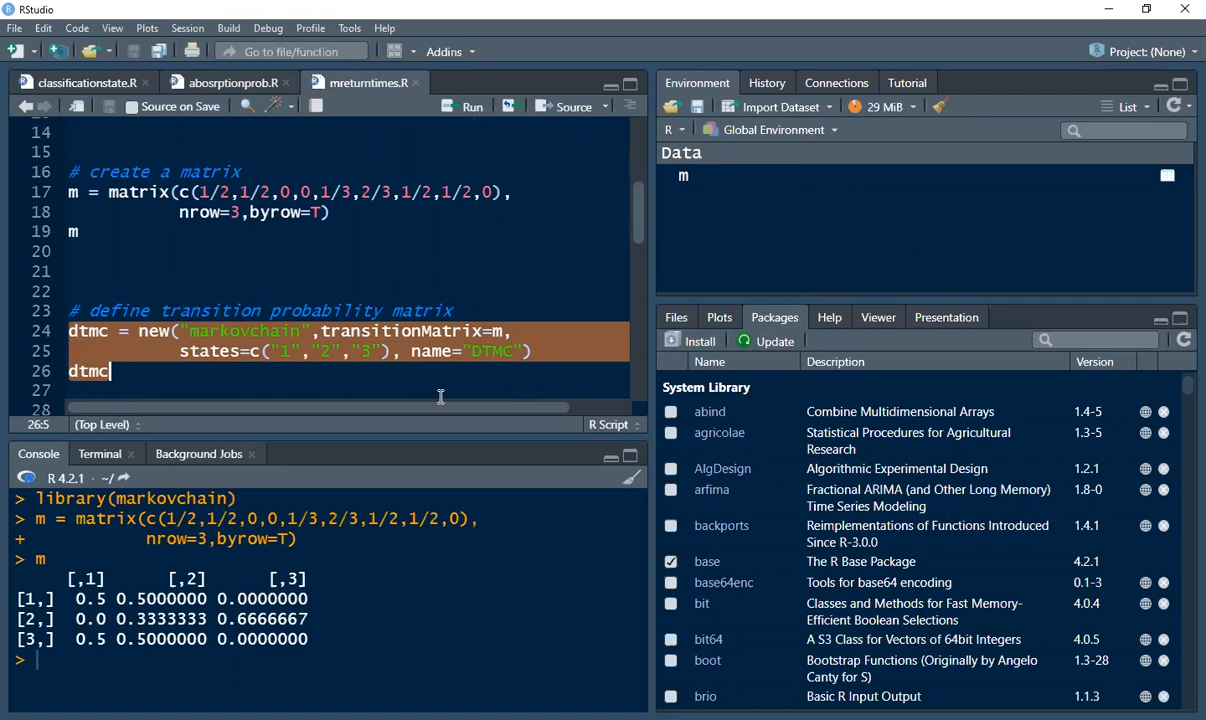 RStudio
File Edit Code View Plots Session Build Debug Profile Tools Help
Go to file/function Addins Project: (None)
classificationstate.R abosrptionprob.R mreturntimes.R
Source on Save Run Source
14
15
16 # create a matrix
17 m = matrix(c(1/2,1/2,0,0,1/3,2/3,1/2,1/2,0),
18 nrow=3,byrow=T)
19 m
20
21
22
23 # define transition probability matrix
24 dtmc = new("markovchain",transitionMatrix=m,
25 states=c("1","2","3"), name="DTMC")
26 dtmc
27
28
26:5 (Top Level) R Script
Console Terminal Background Jobs
R 4.2.1 · ~/
> library(markovchain)
> m = matrix(c(1/2,1/2,0,0,1/3,2/3,1/2,1/2,0),
+ nrow=3,byrow=T)
> m
[,1] [,2] [,3]
[1,] 0.5 0.5000000 0.0000000
[2,] 0.0 0.3333333 0.6666667
[3,] 0.5 0.5000000 0.0000000
>
Environment History Connections Tutorial
Import Dataset 29 MiB List
R Global Environment
Data
m
Files Plots Packages Help Viewer Presentation
Install Update
Name Description Version
System Library
abind Combine Multidimensional Arrays 1.4-5
agricolae Statistical Procedures for Agricultural 1.3-5
Research
AlgDesign Algorithmic Experimental Design 1.2.1
arfima Fractional ARIMA (and Other Long Memory) 1.8-0
Time Series Modeling
backports Reimplementations of Functions Introduced 1.4.1
Since R-3.0.0
base The R Base Package 4.2.1
base64enc Tools for base64 encoding 0.1-3
bit Classes and Methods for Fast Memory- 4.0.4
Efficient Boolean Selections
bit64 A S3 Class for Vectors of 64bit Integers 4.0.5
boot Bootstrap Functions (Originally by Angelo 1.3-28
Canty for S)
brio Basic R Input Output 1.1.3